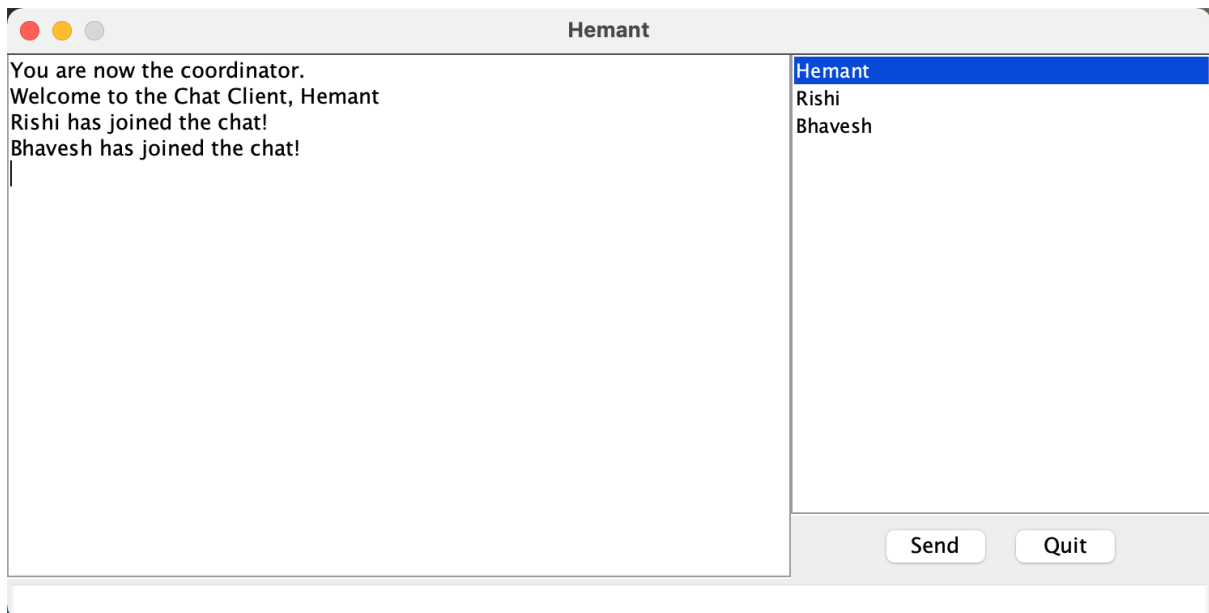 Hemant
You are now the coordinator.
Welcome to the Chat Client, Hemant
Rishi has joined the chat!
Bhavesh has joined the chat!
Hemant
Rishi
Bhavesh
Send
Quit